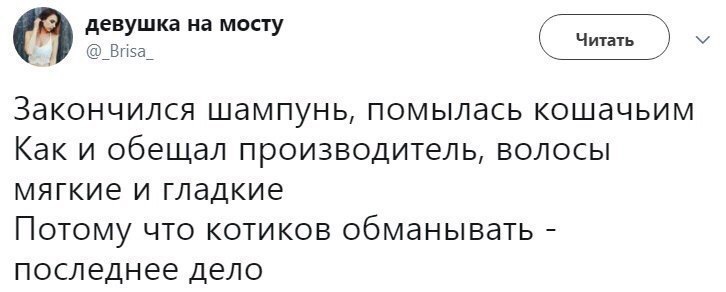 девушка на мосту
@_Brisa_
Читать
Закончился шампунь, помылась кошачьим
Как и обещал производитель, волосы
мягкие и гладкие
Потому что котиков обманывать -
последнее дело